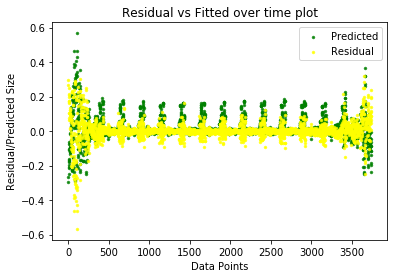 Residual vs Fitted over time plot
Predicted
Residual
Residual/Predicted Size
0.6
0.4
0.2
0.0
−0.2
−0.4
−0.6
0 500 1000 1500 2000 2500 3000 3500
Data Points